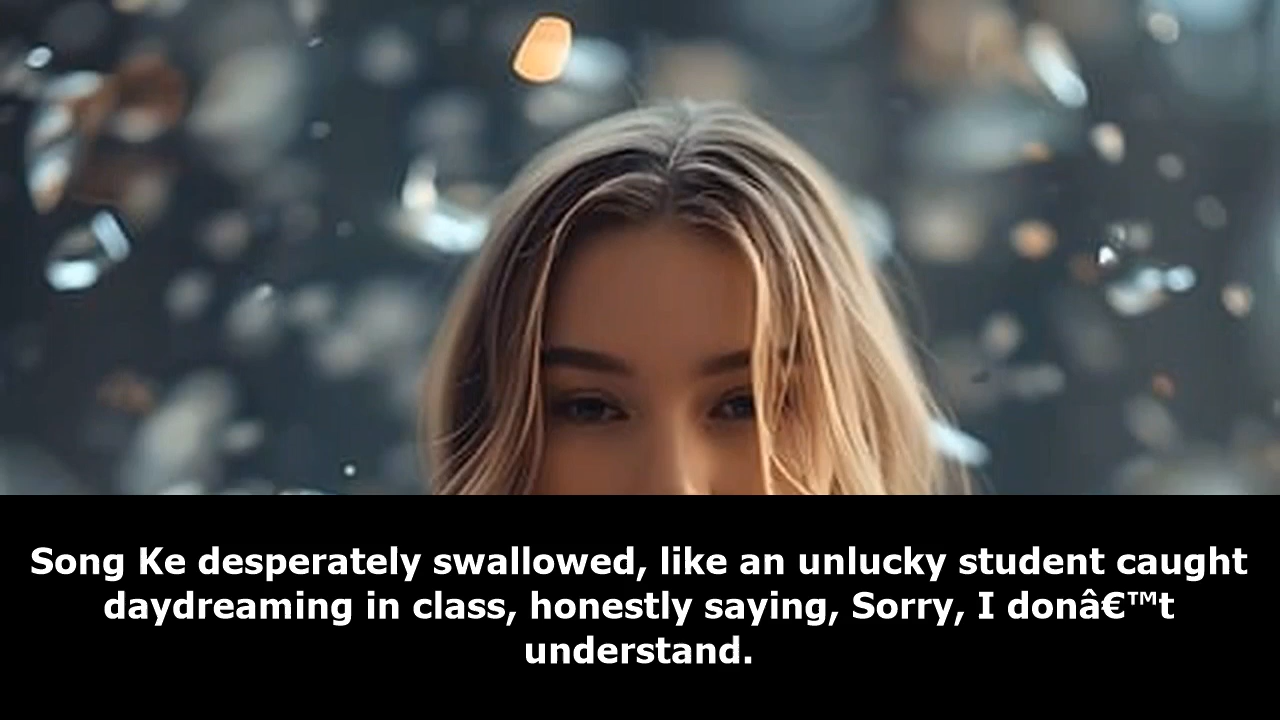 Song Ke desperately swallowed, like an unlucky student caught
daydreaming in class, honestly saying, Sorry, I donâ€™t
understand.